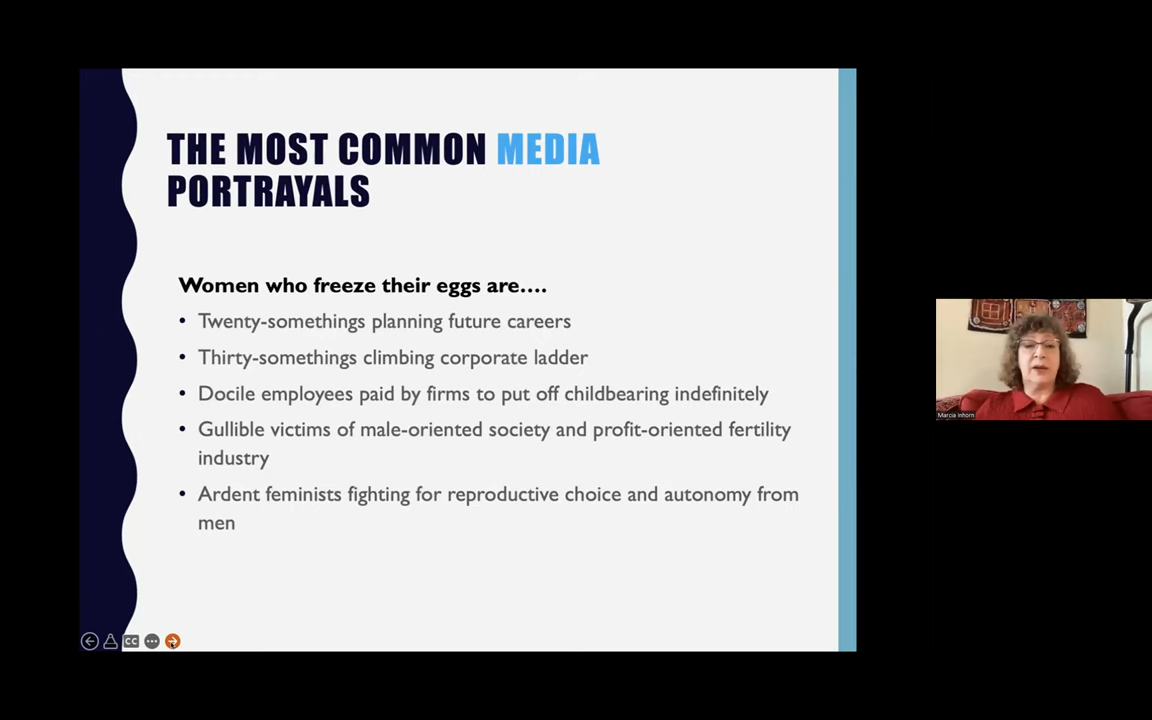 THE MOST COMMON MEDIA
PORTRAYALS
Women who freeze their eggs are....
• Twenty-somethings planning future careers
• Thirty-somethings climbing corporate ladder
• Docile employees paid by firms to put off childbearing indefinitely
• Gullible victims of male-oriented society and profit-oriented fertility
industry
• Ardent feminists fighting for reproductive choice and autonomy from
men
CC
Marcia Inhorn